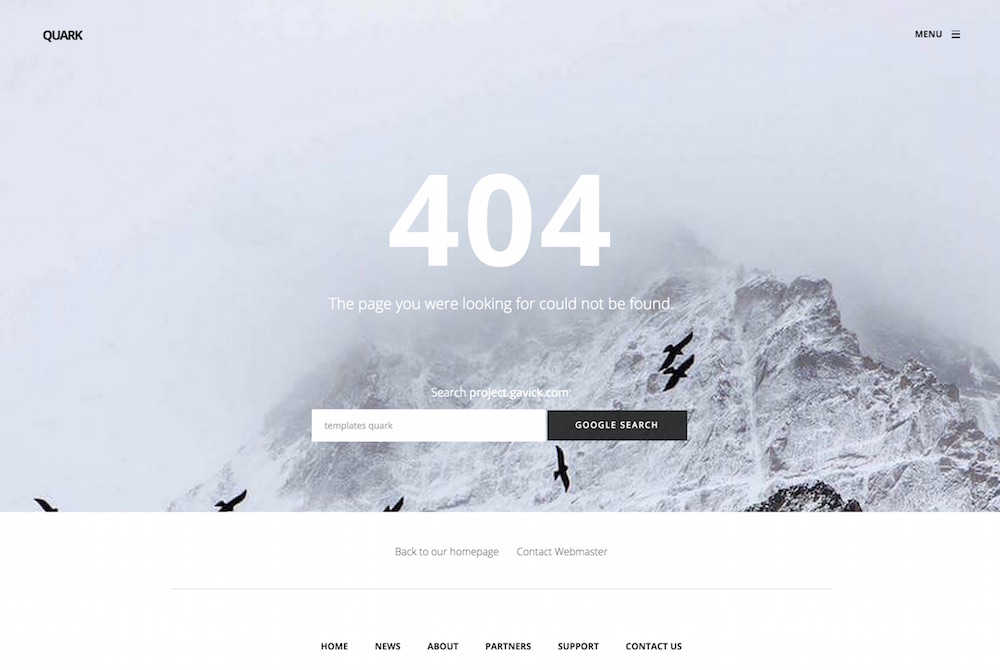 QUARK
MENU
404
The page you were looking for could not be found.
Search project.gavick.com:
templates quark
GOOGLE SEARCH
Back to our homepage Contact Webmaster
HOME NEWS ABOUT PARTNERS SUPPORT CONTACT US